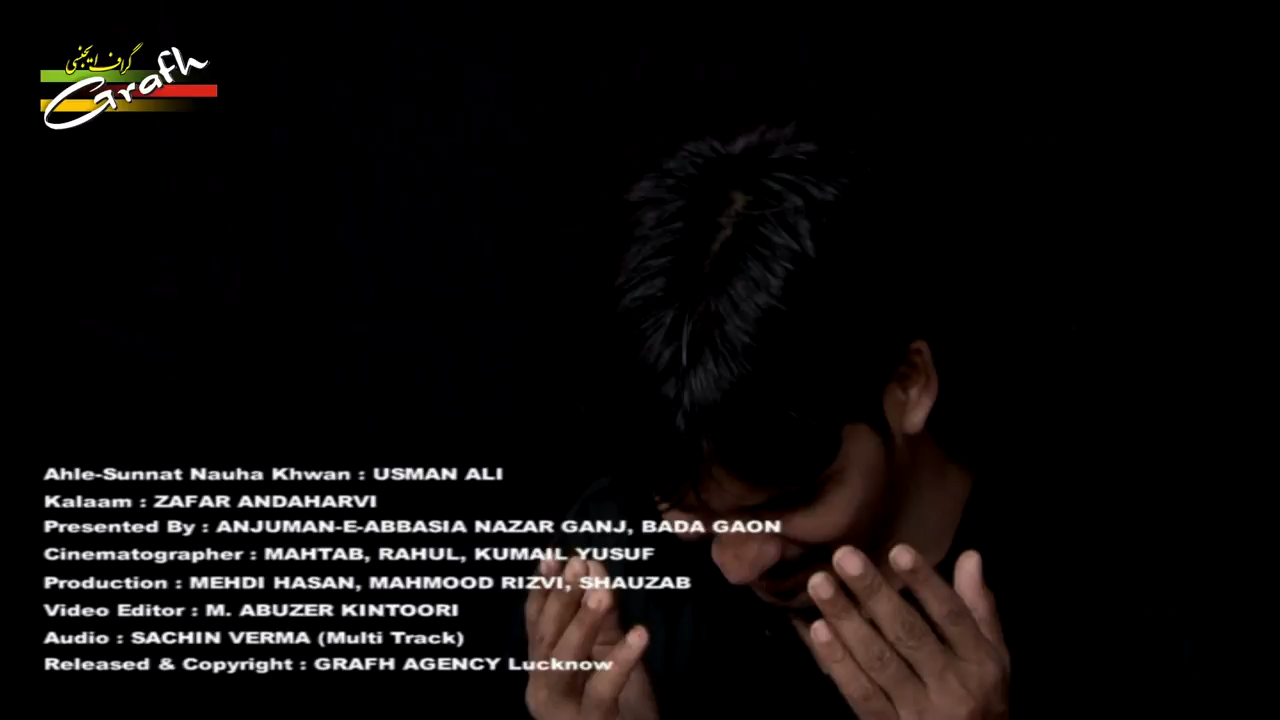 گراف ایجنسی
Grafh
Ahle-Sunnat Nauha Khwan : USMAN ALI
Kalaam : ZAFAR ANDAHARVI
Presented By : ANJUMAN-E-ABBASIA NAZAR GANJ, BADA GAON
Cinematographer : MAHTAB, RAHUL, KUMAIL YUSUF
Production : MEHDI HASAN, MAHMOOD RIZVI, SHAUZAB
Video Editor : M. ABUZER KINTOORI
Audio : SACHIN VERMA (Multi Track)
Released & Copyright : GRAFH AGENCY Lucknow